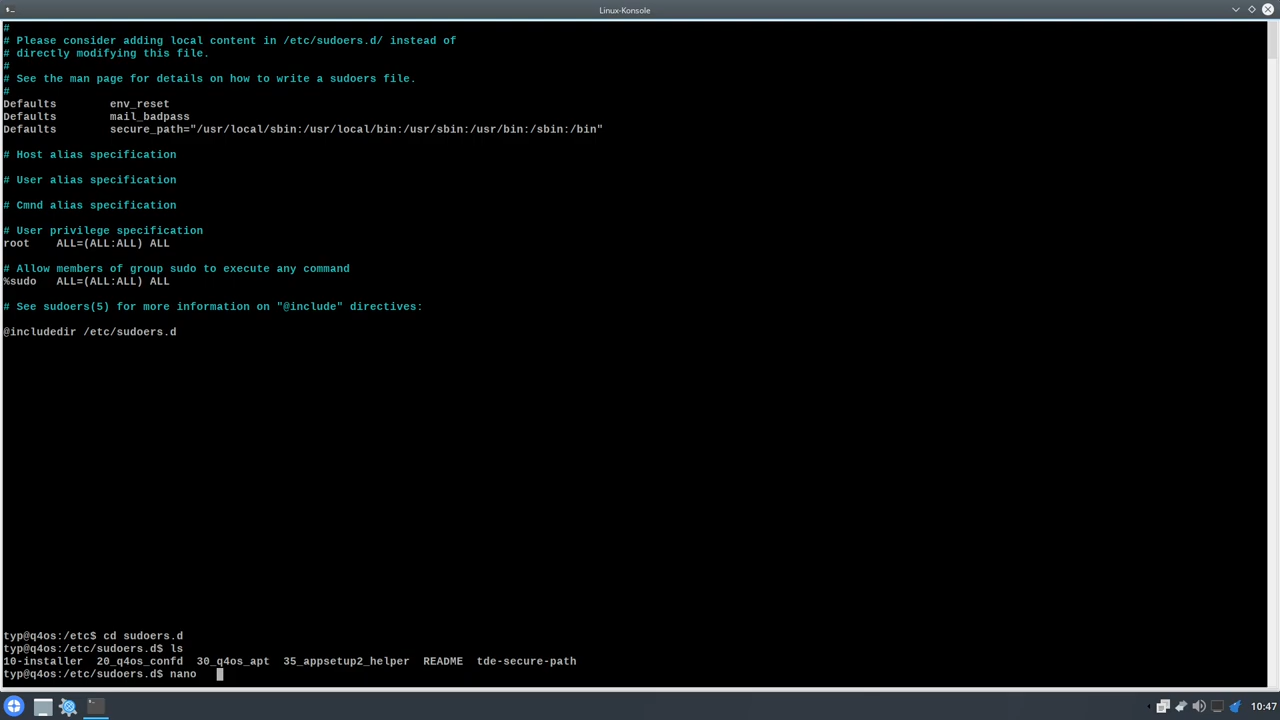 Linux-Konsole
#
# Please consider adding local content in /etc/sudoers.d/ instead of
# directly modifying this file.
#
# See the man page for details on how to write a sudoers file.
#
Defaults        env_reset
Defaults        mail_badpass
Defaults        secure_path="/usr/local/sbin:/usr/local/bin:/usr/sbin:/usr/bin:/sbin:/bin"
# Host alias specification
# User alias specification
# Cmnd alias specification
# User privilege specification
root    ALL=(ALL:ALL) ALL
# Allow members of group sudo to execute any command
%sudo   ALL=(ALL:ALL) ALL
# See sudoers(5) for more information on "@include" directives:
@includedir /etc/sudoers.d
typ@q4os:/etc$ cd sudoers.d
typ@q4os:/etc/sudoers.d$ ls
10-installer  20_q4os_confd  30_q4os_apt  35_appsetup2_helper  README  tde-secure-path
typ@q4os:/etc/sudoers.d$ nano
10:47